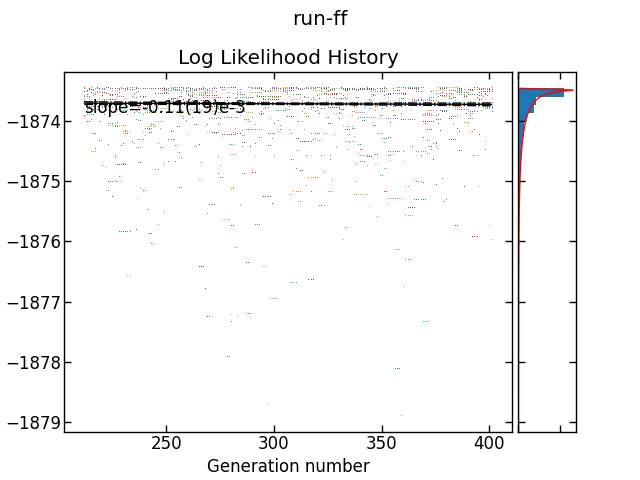 run-ff
Log Likelihood History
slope=-0.11(19)e-3
−1874
−1875
−1876
−1877
−1878
−1879
250
300
350
400
Generation number